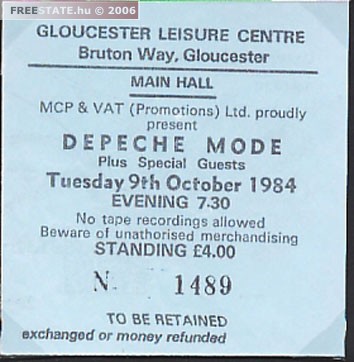 FREESTATE.hu © 2006
GLOUCESTER LEISURE CENTRE
Bruton Way, Gloucester
MAIN HALL
MCP & VAT (Promotions) Ltd. proudly
present
DEPECHE MODE
Plus Special Guests
Tuesday 9th October 1984
EVENING 7.30
No tape recordings allowed
Beware of unathorised merchandising
STANDING £4.00
N. 1489
TO BE RETAINED
exchanged or money refunded